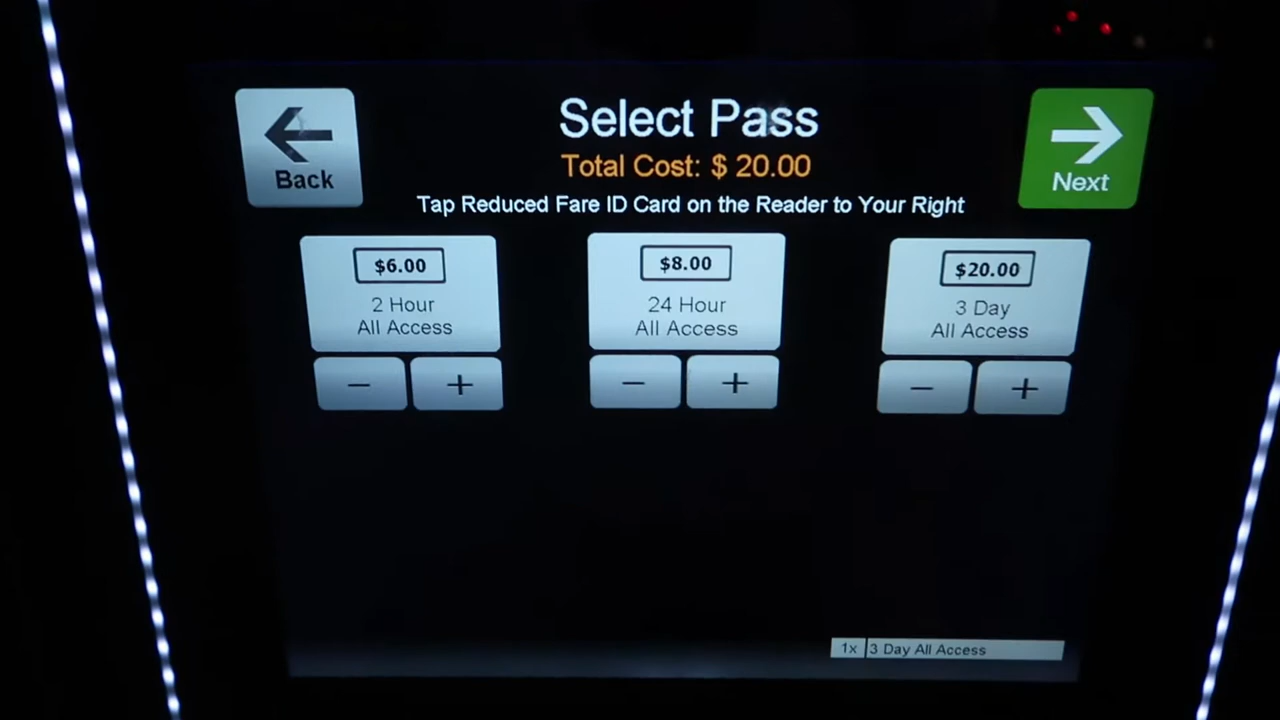 Select Pass
Total Cost: $ 20.00
Tap Reduced Fare ID Card on the Reader to Your Right
Back
Next
$6.00
2 Hour
All Access
$8.00
24 Hour
All Access
$20.00
3 Day
All Access
− +
− +
− +
1x 3 Day All Access